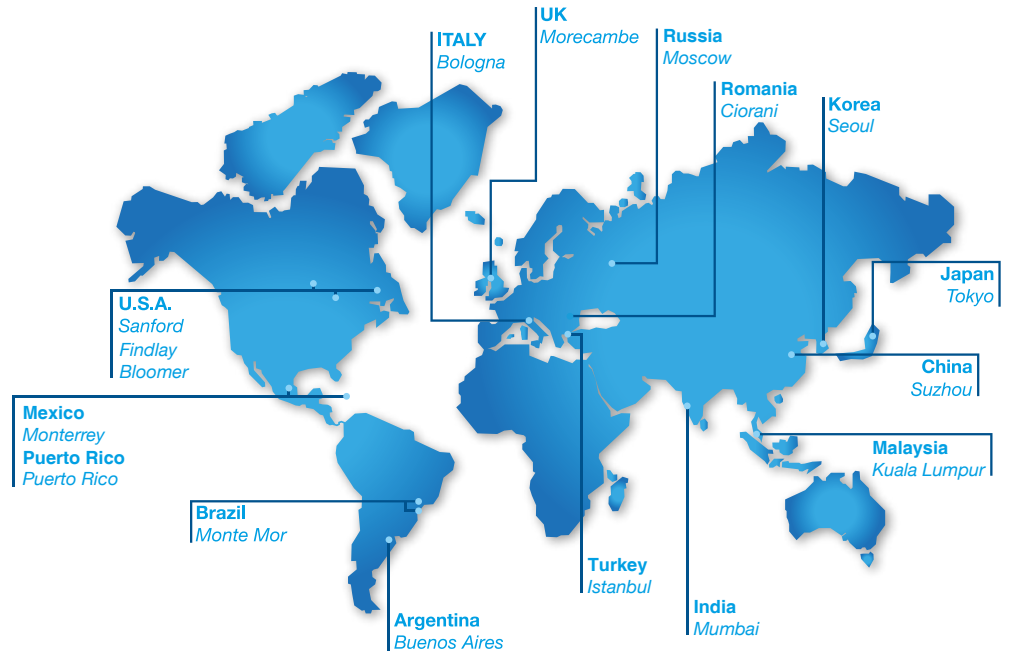 UK
Morecambe
ITALY
Bologna
Russia
Moscow
Romania
Ciorani
Korea
Seoul
Japan
Tokyo
U.S.A.
Sanford
Findlay
Bloomer
China
Suzhou
Mexico
Monterrey
Puerto Rico
Puerto Rico
Malaysia
Kuala Lumpur
Brazil
Monte Mor
Turkey
Istanbul
India
Mumbai
Argentina
Buenos Aires